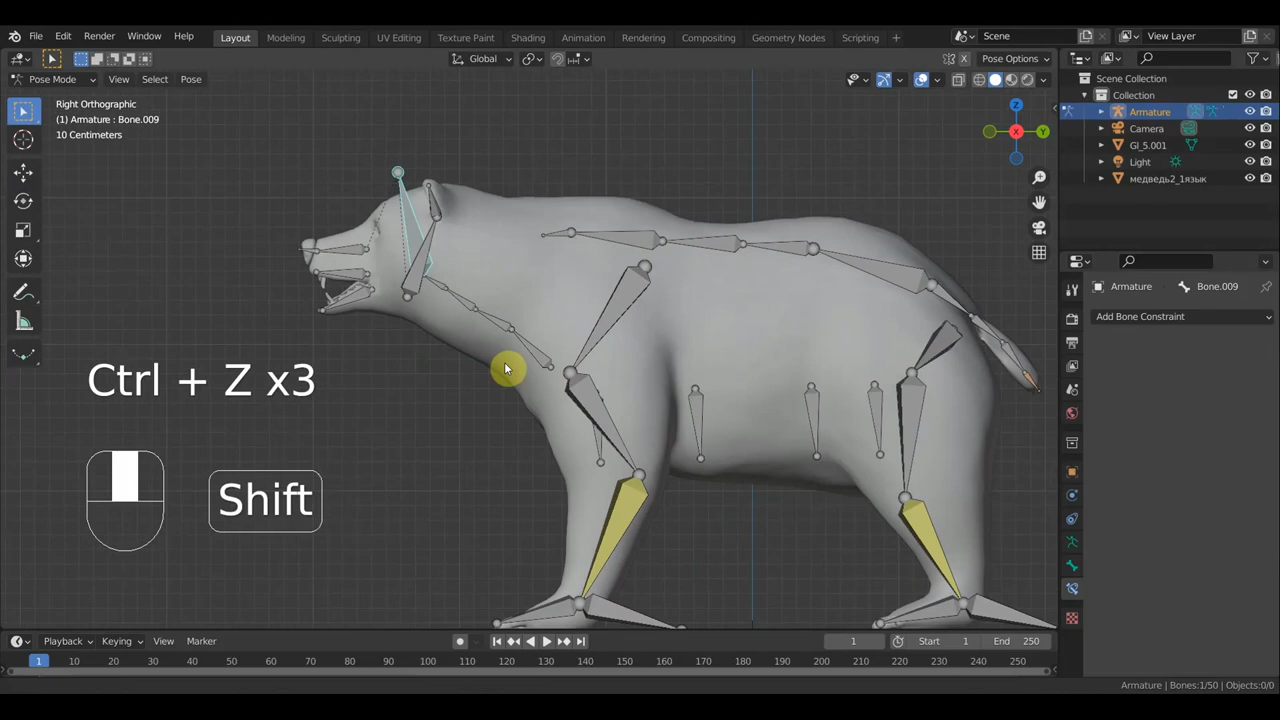 File Edit Render Window Help Layout Modeling Sculpting UV Editing Texture Paint Shading Animation Rendering Compositing Geometry Nodes Scripting + Scene View Layer
Global Pose Options
Pose Mode View Select Pose
Right Orthographic
(1) Armature : Bone.009
10 Centimeters
Z
X
Y
Scene Collection
Collection
Armature
Camera
Gl_5.001
Light
медведь2_1язык
Armature Bone.009
Add Bone Constraint
Ctrl + Z x3
Shift
Playback Keying View Marker 1 Start 1 End 250
1 10 20 30 40 50 60 70 80 90 100 110 120 130 140 150 160 170 180 190 200 210 220 230 240 250
Armature | Bones:1/50 | Objects:0/0